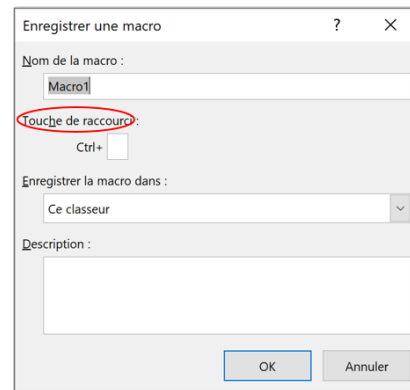 Enregistrer une macro ? ×
Nom de la macro :
Macro1
Touche de raccourci :
Ctrl+
Enregistrer la macro dans :
Ce classeur
Description :
OK Annuler